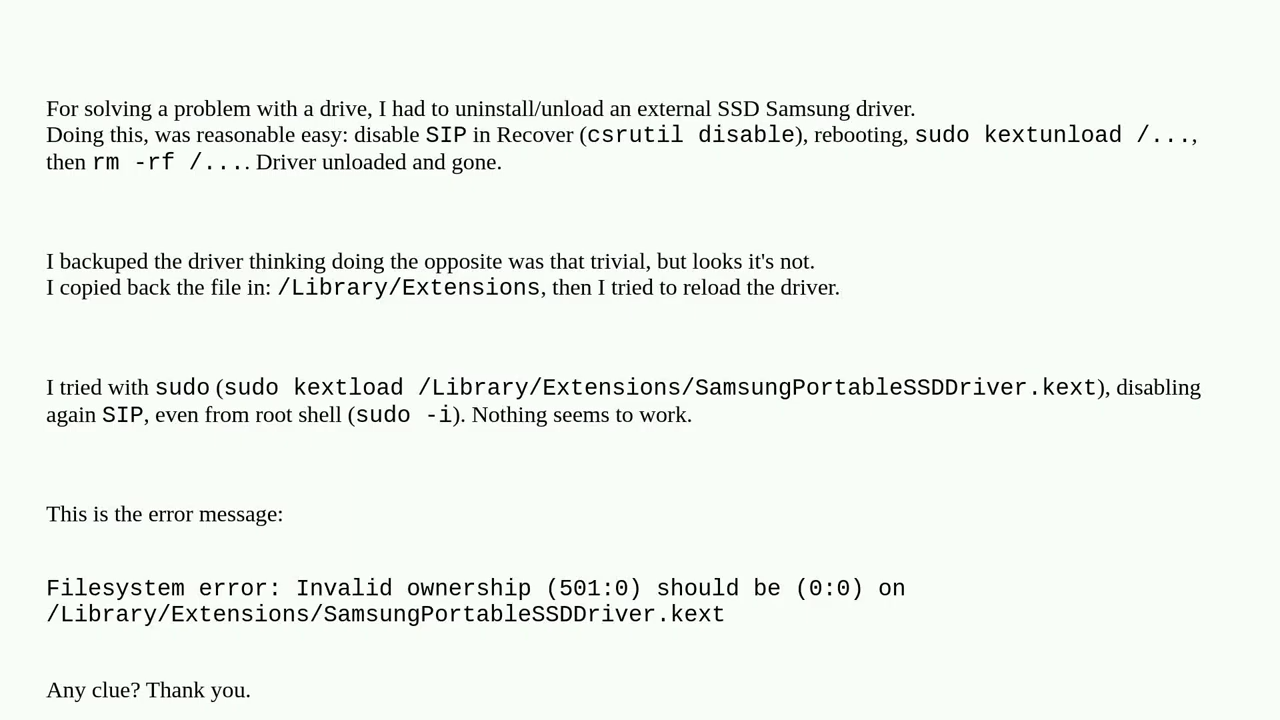 For solving a problem with a drive, I had to uninstall/unload an external SSD Samsung driver.
Doing this, was reasonable easy: disable SIP in Recover (csrutil disable), rebooting, sudo kextunload /...,
then rm -rf /.... Driver unloaded and gone.
I backuped the driver thinking doing the opposite was that trivial, but looks it's not.
I copied back the file in: /Library/Extensions, then I tried to reload the driver.
I tried with sudo (sudo kextload /Library/Extensions/SamsungPortableSSDDriver.kext), disabling
again SIP, even from root shell (sudo -i). Nothing seems to work.
This is the error message:
Filesystem error: Invalid ownership (501:0) should be (0:0) on
/Library/Extensions/SamsungPortableSSDDriver.kext
Any clue? Thank you.